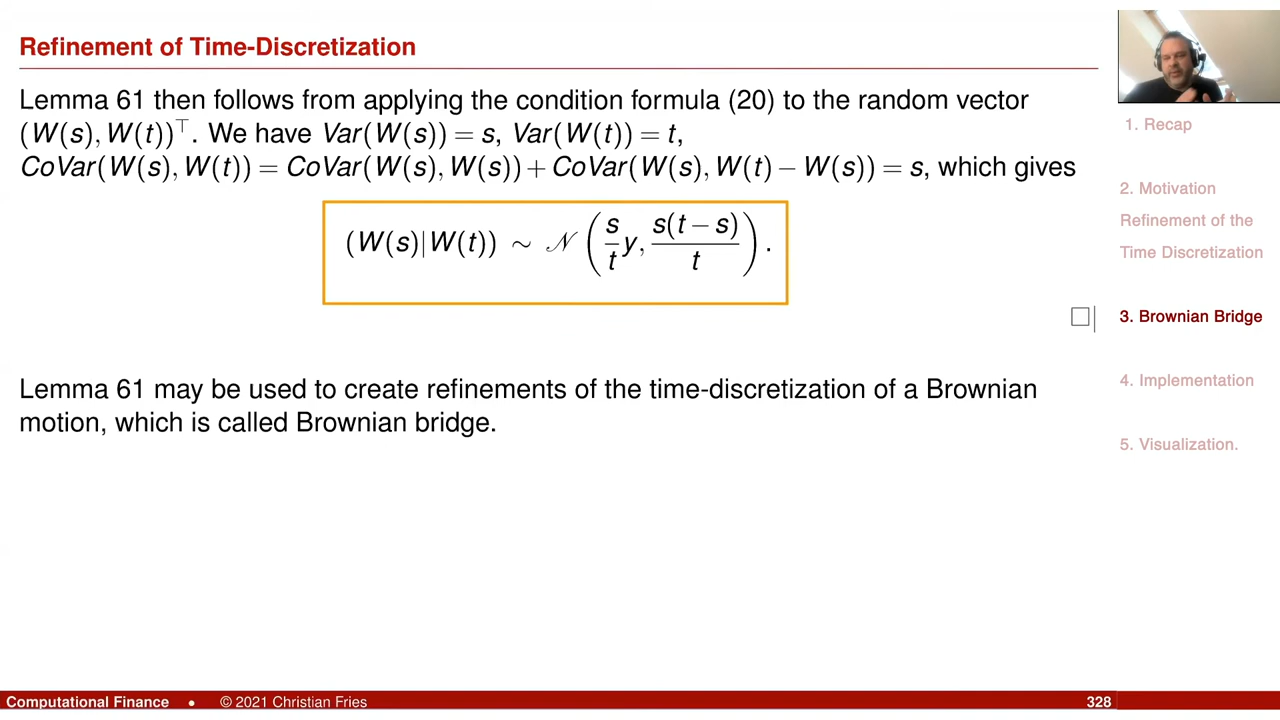 Refinement of Time-Discretization
Lemma 61 then follows from applying the condition formula (20) to the random vector
(W(s), W(t))⊤. We have Var(W(s)) = s, Var(W(t)) = t,
CoVar(W(s), W(t)) = CoVar(W(s), W(s)) + CoVar(W(s), W(t) − W(s)) = s, which gives
(W(s)|W(t)) ∼ 𝒩 ( s/t y, s(t − s)/t ).
Lemma 61 may be used to create refinements of the time-discretization of a Brownian
motion, which is called Brownian bridge.
1. Recap
2. Motivation
Refinement of the
Time Discretization
3. Brownian Bridge
4. Implementation
5. Visualization.
Computational Finance • © 2021 Christian Fries 328